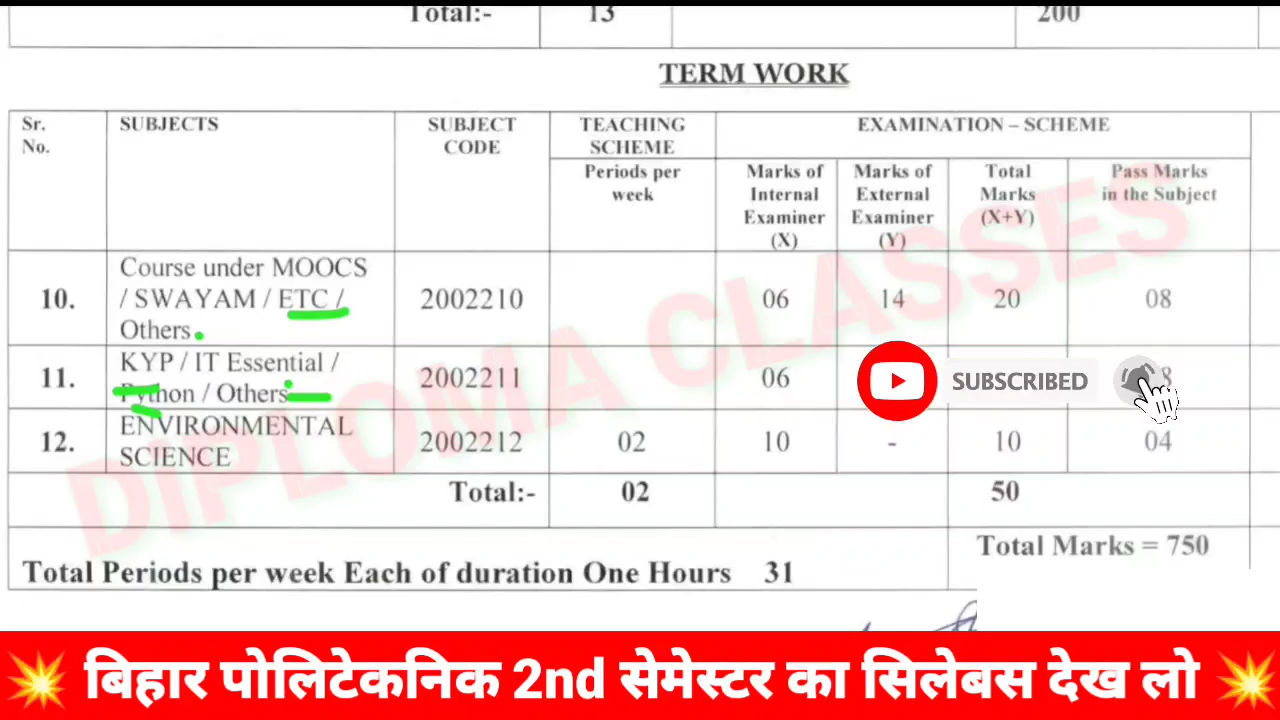 Total:- 13 200
TERM WORK
Sr. No. SUBJECTS SUBJECT CODE TEACHING SCHEME EXAMINATION – SCHEME
Periods per week Marks of Internal Examiner (X) Marks of External Examiner (Y) Total Marks (X+Y) Pass Marks in the Subject
10. Course under MOOCS / SWAYAM / ETC / Others 2002210 06 14 20 08
11. KYP / IT Essential / Python / Others 2002211 06
SUBSCRIBED
12. ENVIRONMENTAL SCIENCE 2002212 02 10 - 10 04
Total:- 02 50
Total Marks = 750
Total Periods per week Each of duration One Hours 31
DIPLOMA CLASSES
बिहार पोलिटेकनिक 2nd सेमेस्टर का सिलेबस देख लो